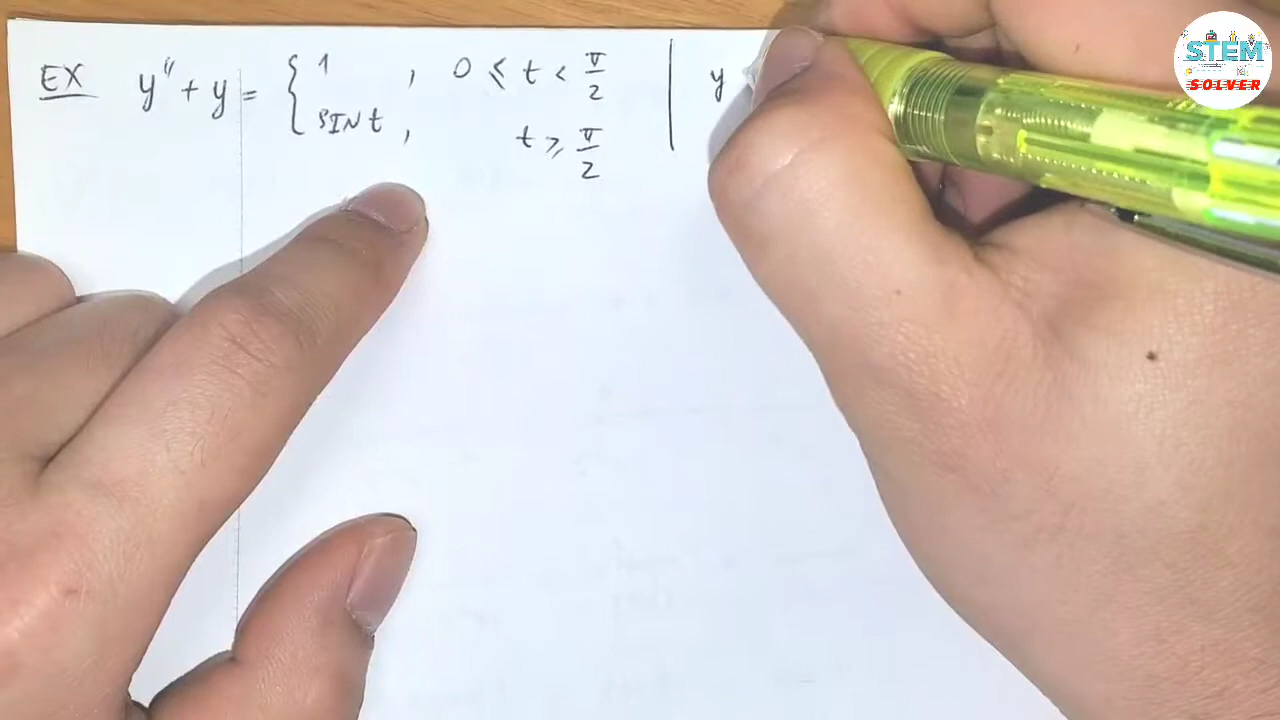 EX y" + y = { 1 , 0 ⩽ t < π/2 | y
SIN t , t ⩾ π/2
STEM
SOLVER